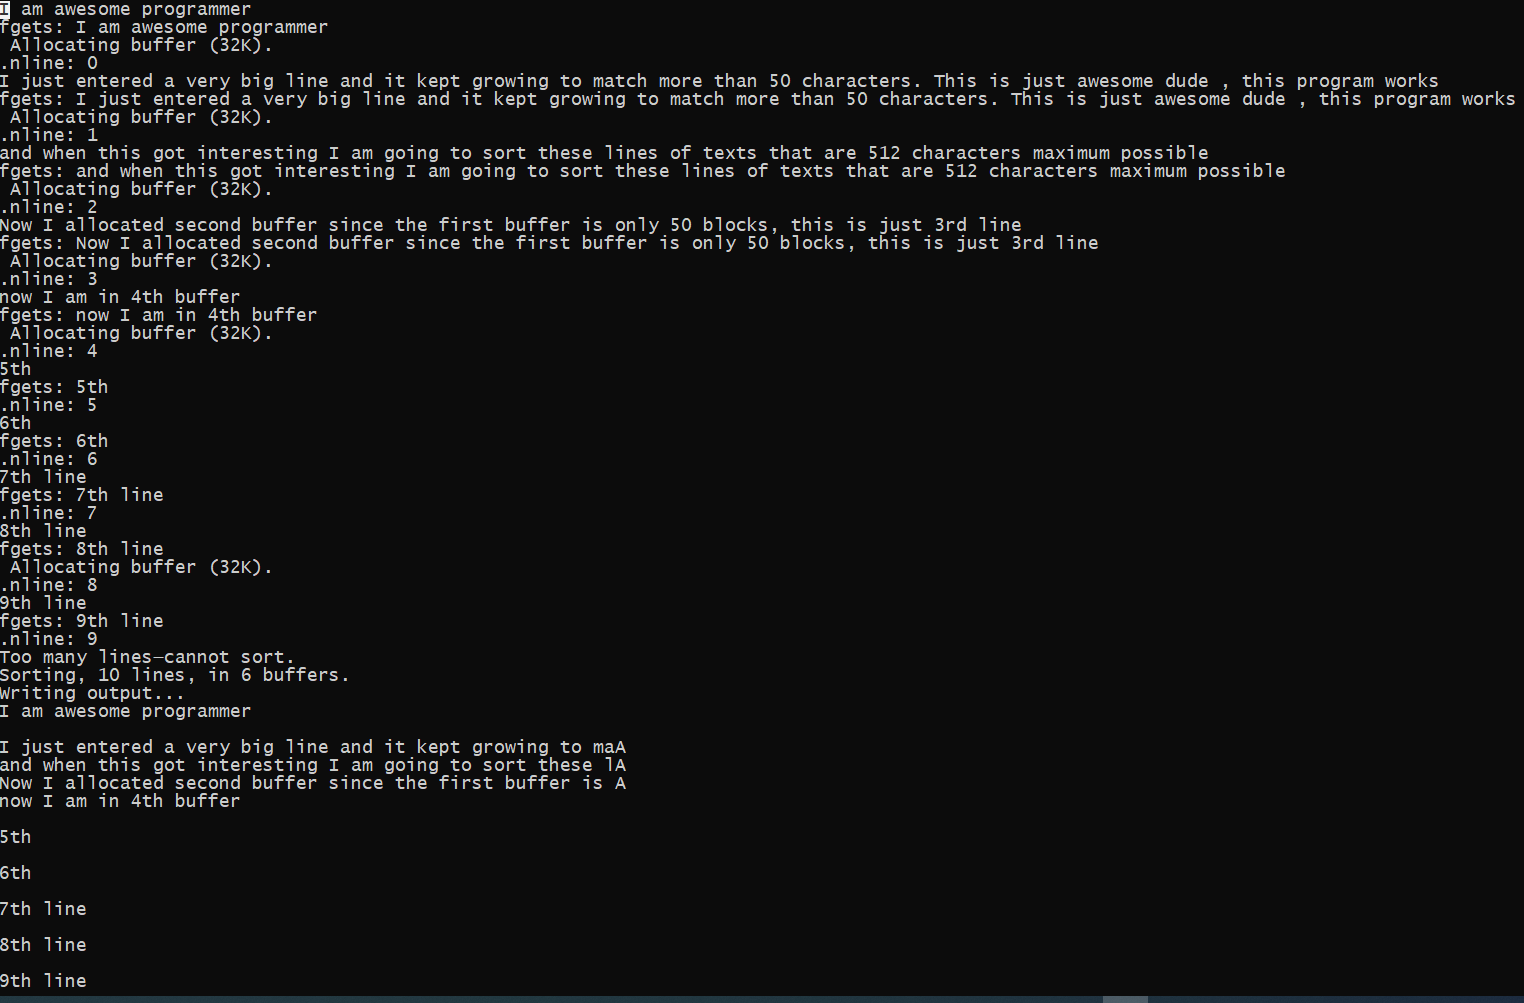 I am awesome programmer
fgets: I am awesome programmer
 Allocating buffer (32K).
.nline: 0
I just entered a very big line and it kept growing to match more than 50 characters. This is just awesome dude , this program works
fgets: I just entered a very big line and it kept growing to match more than 50 characters. This is just awesome dude , this program works
 Allocating buffer (32K).
.nline: 1
and when this got interesting I am going to sort these lines of texts that are 512 characters maximum possible
fgets: and when this got interesting I am going to sort these lines of texts that are 512 characters maximum possible
 Allocating buffer (32K).
.nline: 2
Now I allocated second buffer since the first buffer is only 50 blocks, this is just 3rd line
fgets: Now I allocated second buffer since the first buffer is only 50 blocks, this is just 3rd line
 Allocating buffer (32K).
.nline: 3
now I am in 4th buffer
fgets: now I am in 4th buffer
 Allocating buffer (32K).
.nline: 4
5th
fgets: 5th
.nline: 5
6th
fgets: 6th
.nline: 6
7th line
fgets: 7th line
.nline: 7
8th line
fgets: 8th line
 Allocating buffer (32K).
.nline: 8
9th line
fgets: 9th line
.nline: 9
Too many lines—cannot sort.
Sorting, 10 lines, in 6 buffers.
Writing output...
I am awesome programmer

I just entered a very big line and it kept growing to maA
and when this got interesting I am going to sort these lA
Now I allocated second buffer since the first buffer is A
now I am in 4th buffer

5th

6th

7th line

8th line

9th line